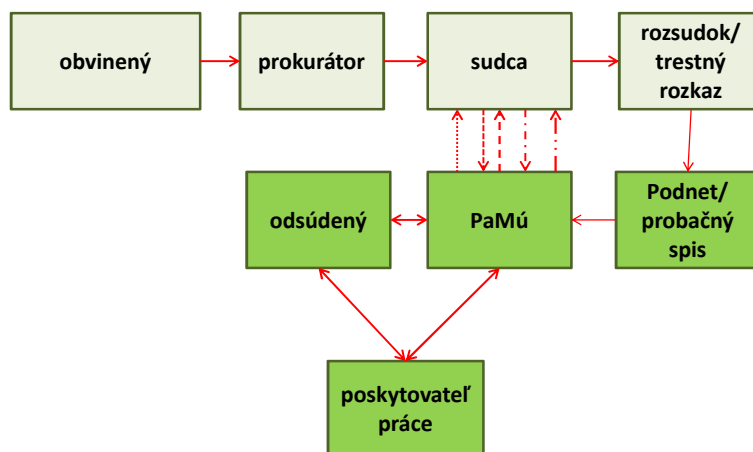 obvinený
prokurátor
sudca
rozsudok/
trestný
rozkaz
odsúdený
PaMú
Podnet/
probačný
spis
poskytovateľ
práce